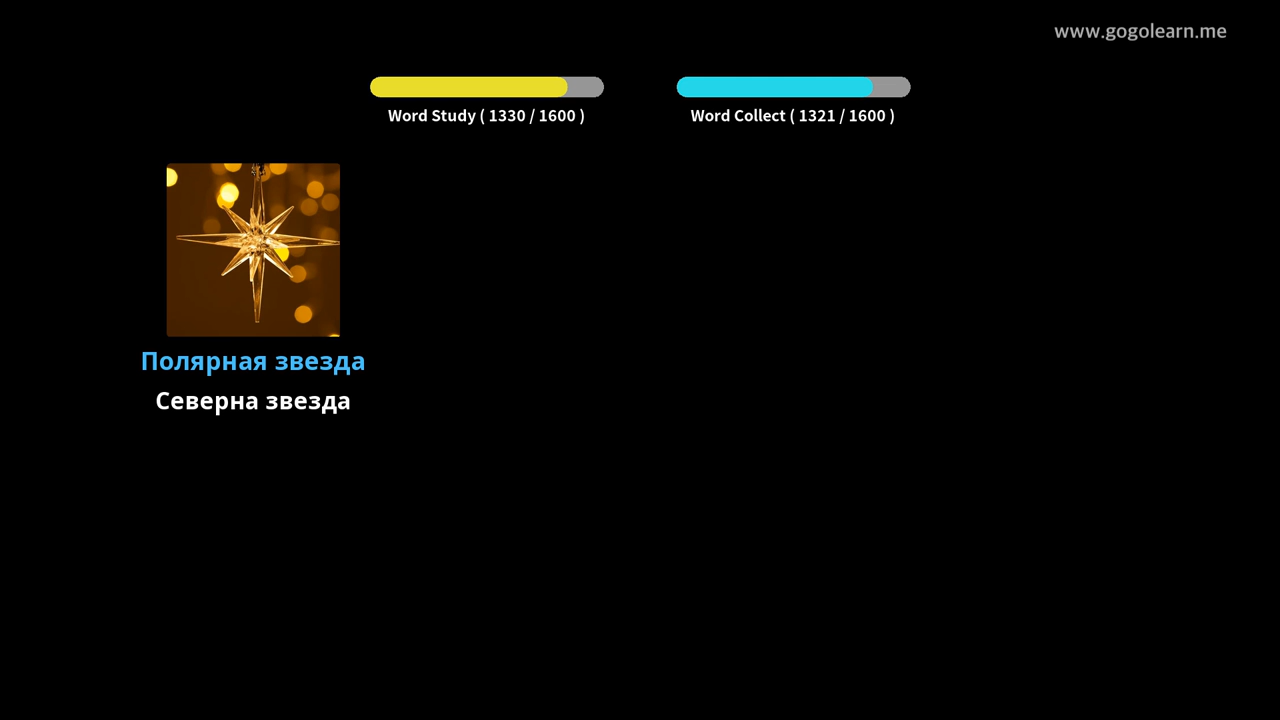 www.gogolearn.me
Word Study ( 1330 / 1600 )
Word Collect ( 1321 / 1600 )
Полярная звезда
Северна звезда